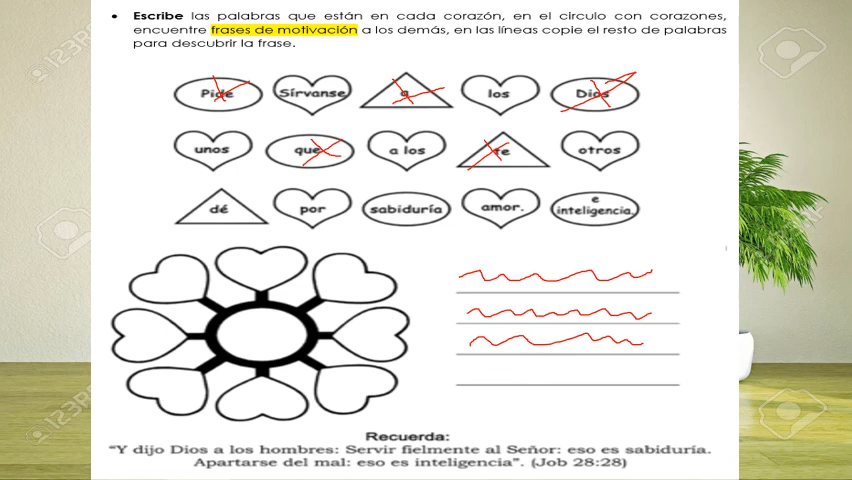 • Escribe las palabras que están en cada corazón, en el circulo con corazones,
encuentre frases de motivación a los demás, en las líneas copie el resto de palabras
para descubrir la frase.
Pide Sírvanse a los Dios
unos que a los te otros
dé por sabiduría amor. e
inteligencia.
Recuerda:
“Y dijo Dios a los hombres: Servir fielmente al Señor: eso es sabiduría.
Apartarse del mal: eso es inteligencia”. (Job 28:28)